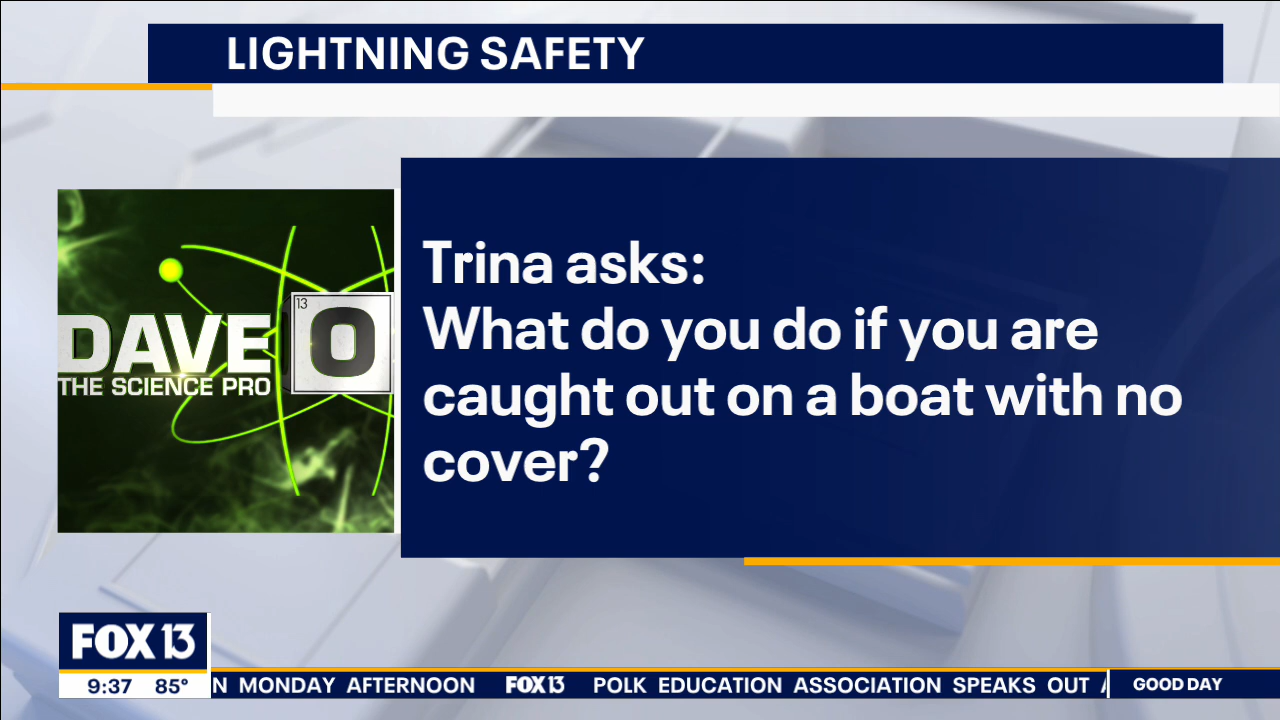 LIGHTNING SAFETY
DAVE
13
O
THE SCIENCE PRO
Trina asks:
What do you do if you are
caught out on a boat with no
cover?
FOX 13
9:37 85°
N MONDAY AFTERNOON FOX 13 POLK EDUCATION ASSOCIATION SPEAKS OUT
GOOD DAY